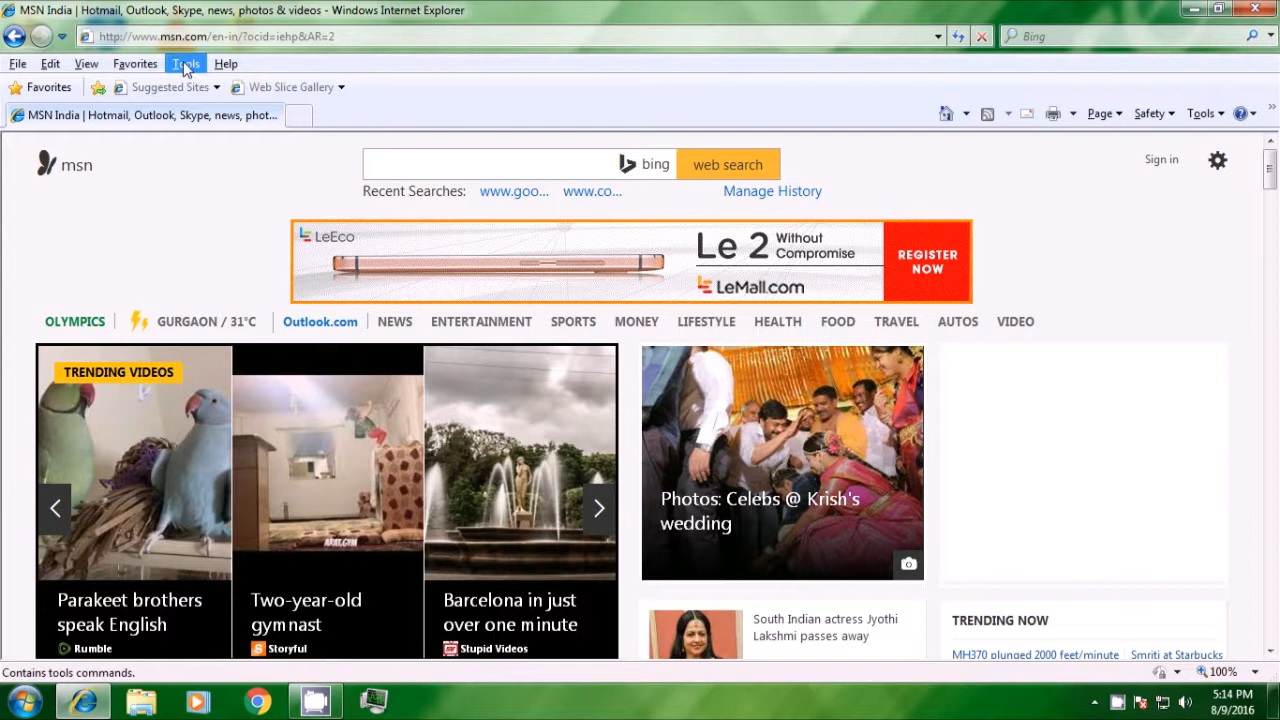 MSN India | Hotmail, Outlook, Skype, news, photos & videos - Windows Internet Explorer
http://www.msn.com/en-in/?ocid=iehp&AR=2
Bing
File Edit View Favorites Tools Help
Favorites Suggested Sites Web Slice Gallery
MSN India | Hotmail, Outlook, Skype, news, phot...
Page Safety Tools
msn
bing
web search
Sign in
Recent Searches: www.goo... www.co... Manage History
LeEco
Le 2 Without Compromise
LeMall.com
REGISTER NOW
OLYMPICS GURGAON / 31°C Outlook.com NEWS ENTERTAINMENT SPORTS MONEY LIFESTYLE HEALTH FOOD TRAVEL AUTOS VIDEO
TRENDING VIDEOS
Parakeet brothers
speak English
Rumble
Two-year-old
gymnast
Storyful
Barcelona in just
over one minute
Stupid Videos
Photos: Celebs @ Krish's
wedding
South Indian actress Jyothi
Lakshmi passes away
TRENDING NOW
MH370 plunged 2000 feet/minute Smriti at Starbucks
Contains tools commands.
100%
5:14 PM
8/9/2016